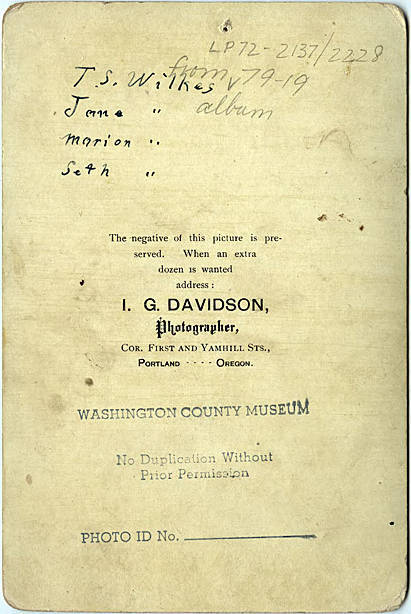 LP72-2137/2228
from V79-19
album
T. S. Wilkes
Jane "
Marion "
Seth "
The negative of this picture is pre-
served. When an extra
dozen is wanted
address:
I. G. DAVIDSON,
Photographer,
COR. FIRST AND YAMHILL STS.,
PORTLAND ---- OREGON.
WASHINGTON COUNTY MUSEUM
No Duplication Without
Prior Permission
PHOTO ID No.